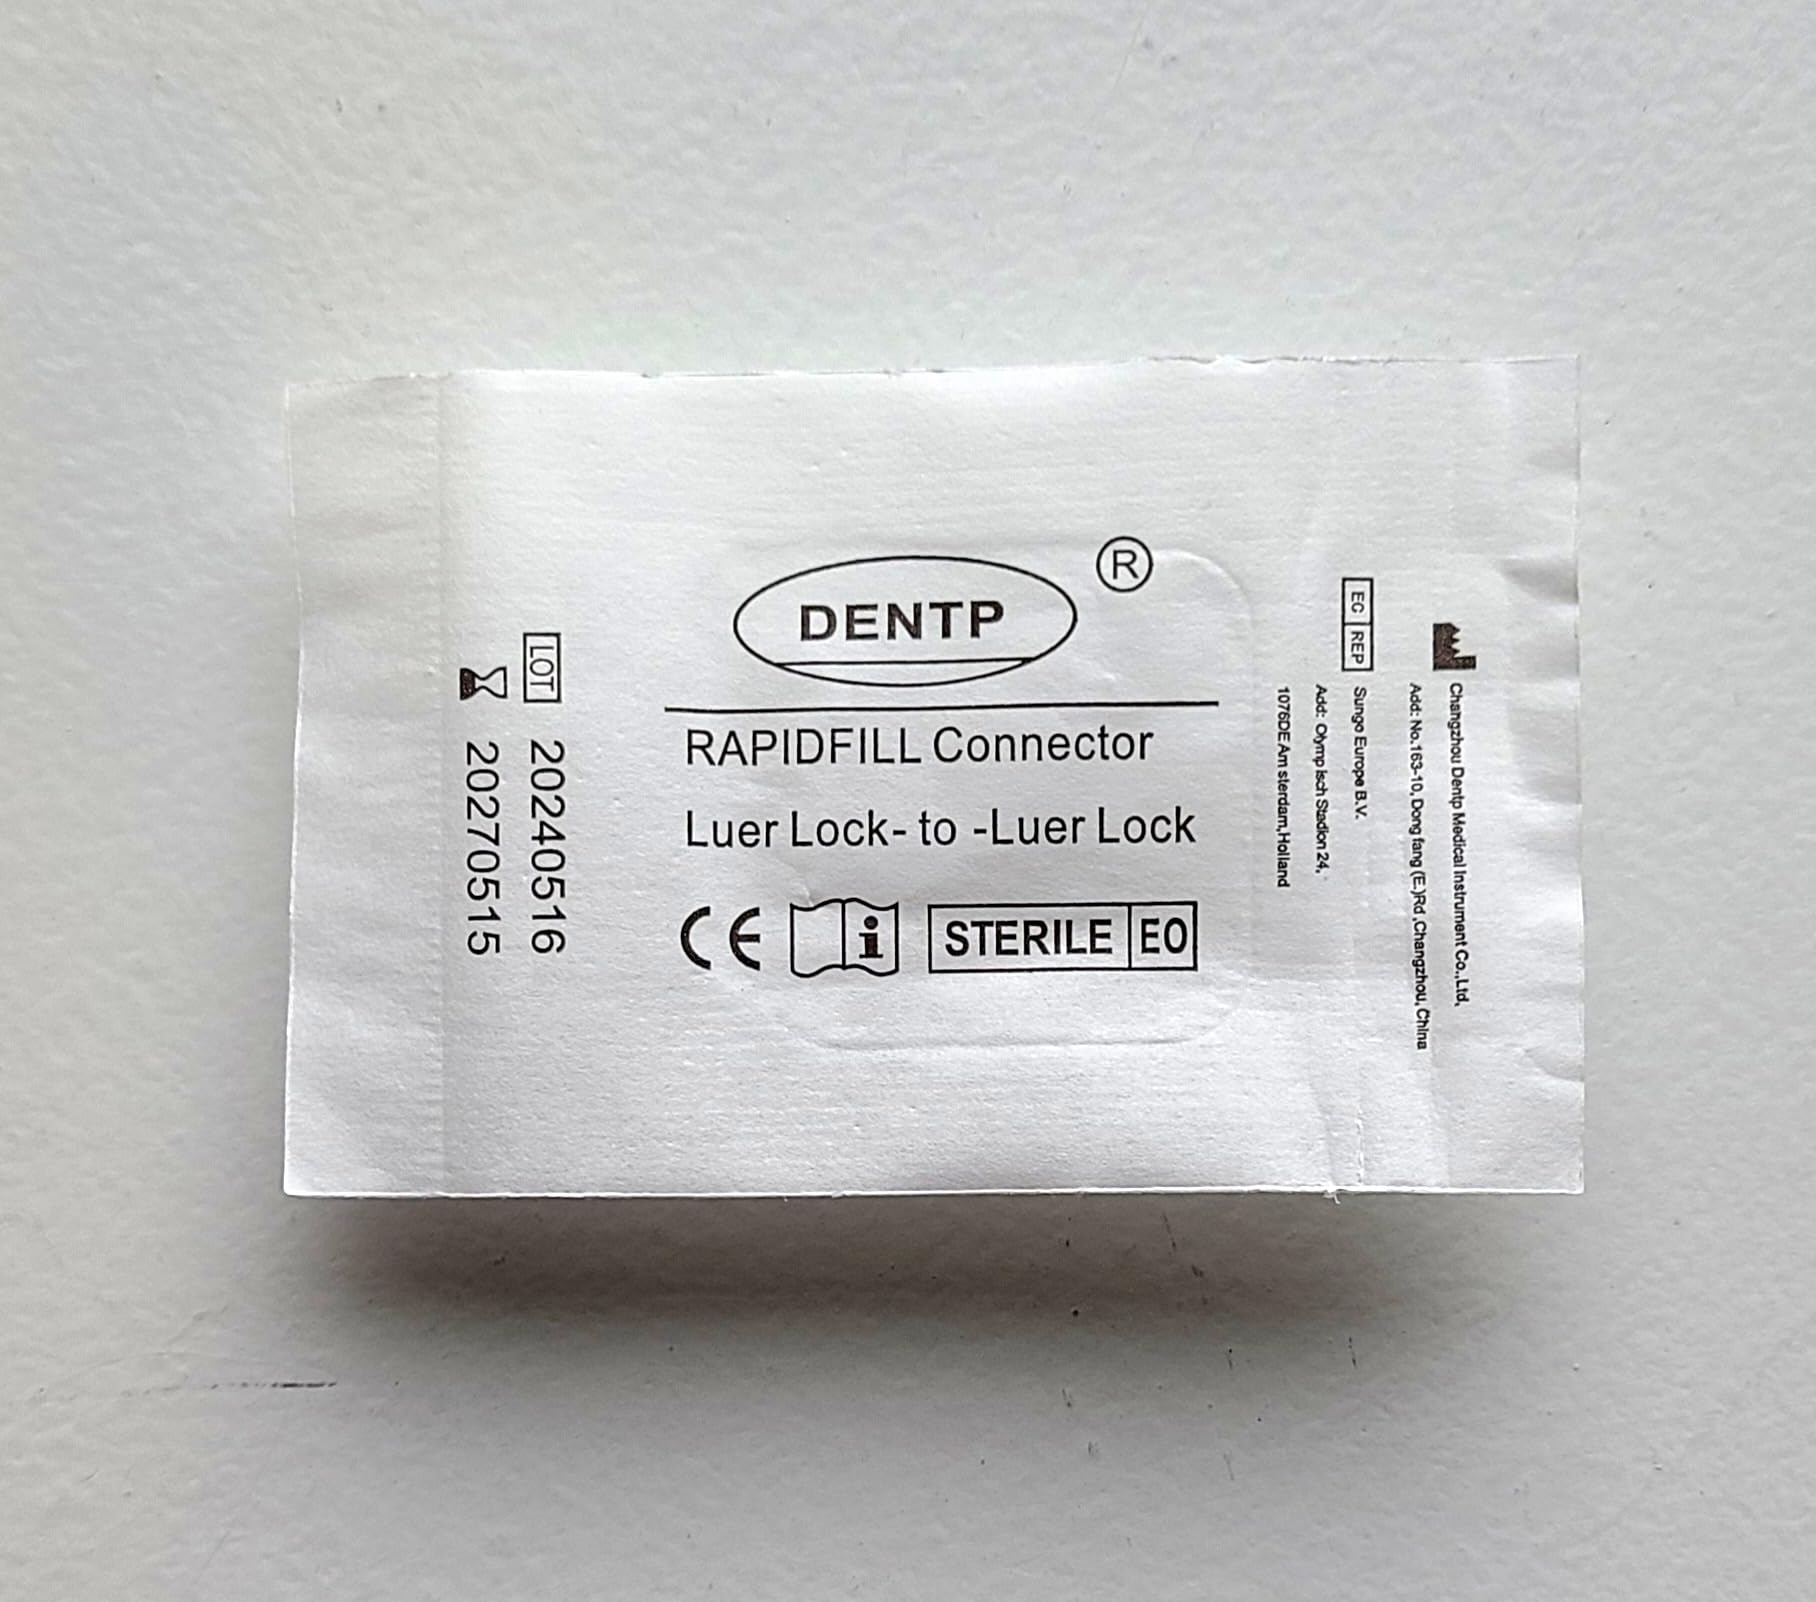 DENTP ®
RAPIDFILL Connector
Luer Lock- to -Luer Lock
CE
STERILE EO
LOT 20240516
20270515
Changzhou Dentp Medical Instrument Co.,Ltd,
Add: No.163-10, Dong fang (E.)Rd ,Changzhou, China
EC REP Sungo Europe B.V.
Add: Olymp isch Stadion 24,
1076DE Am sterdam,Holland